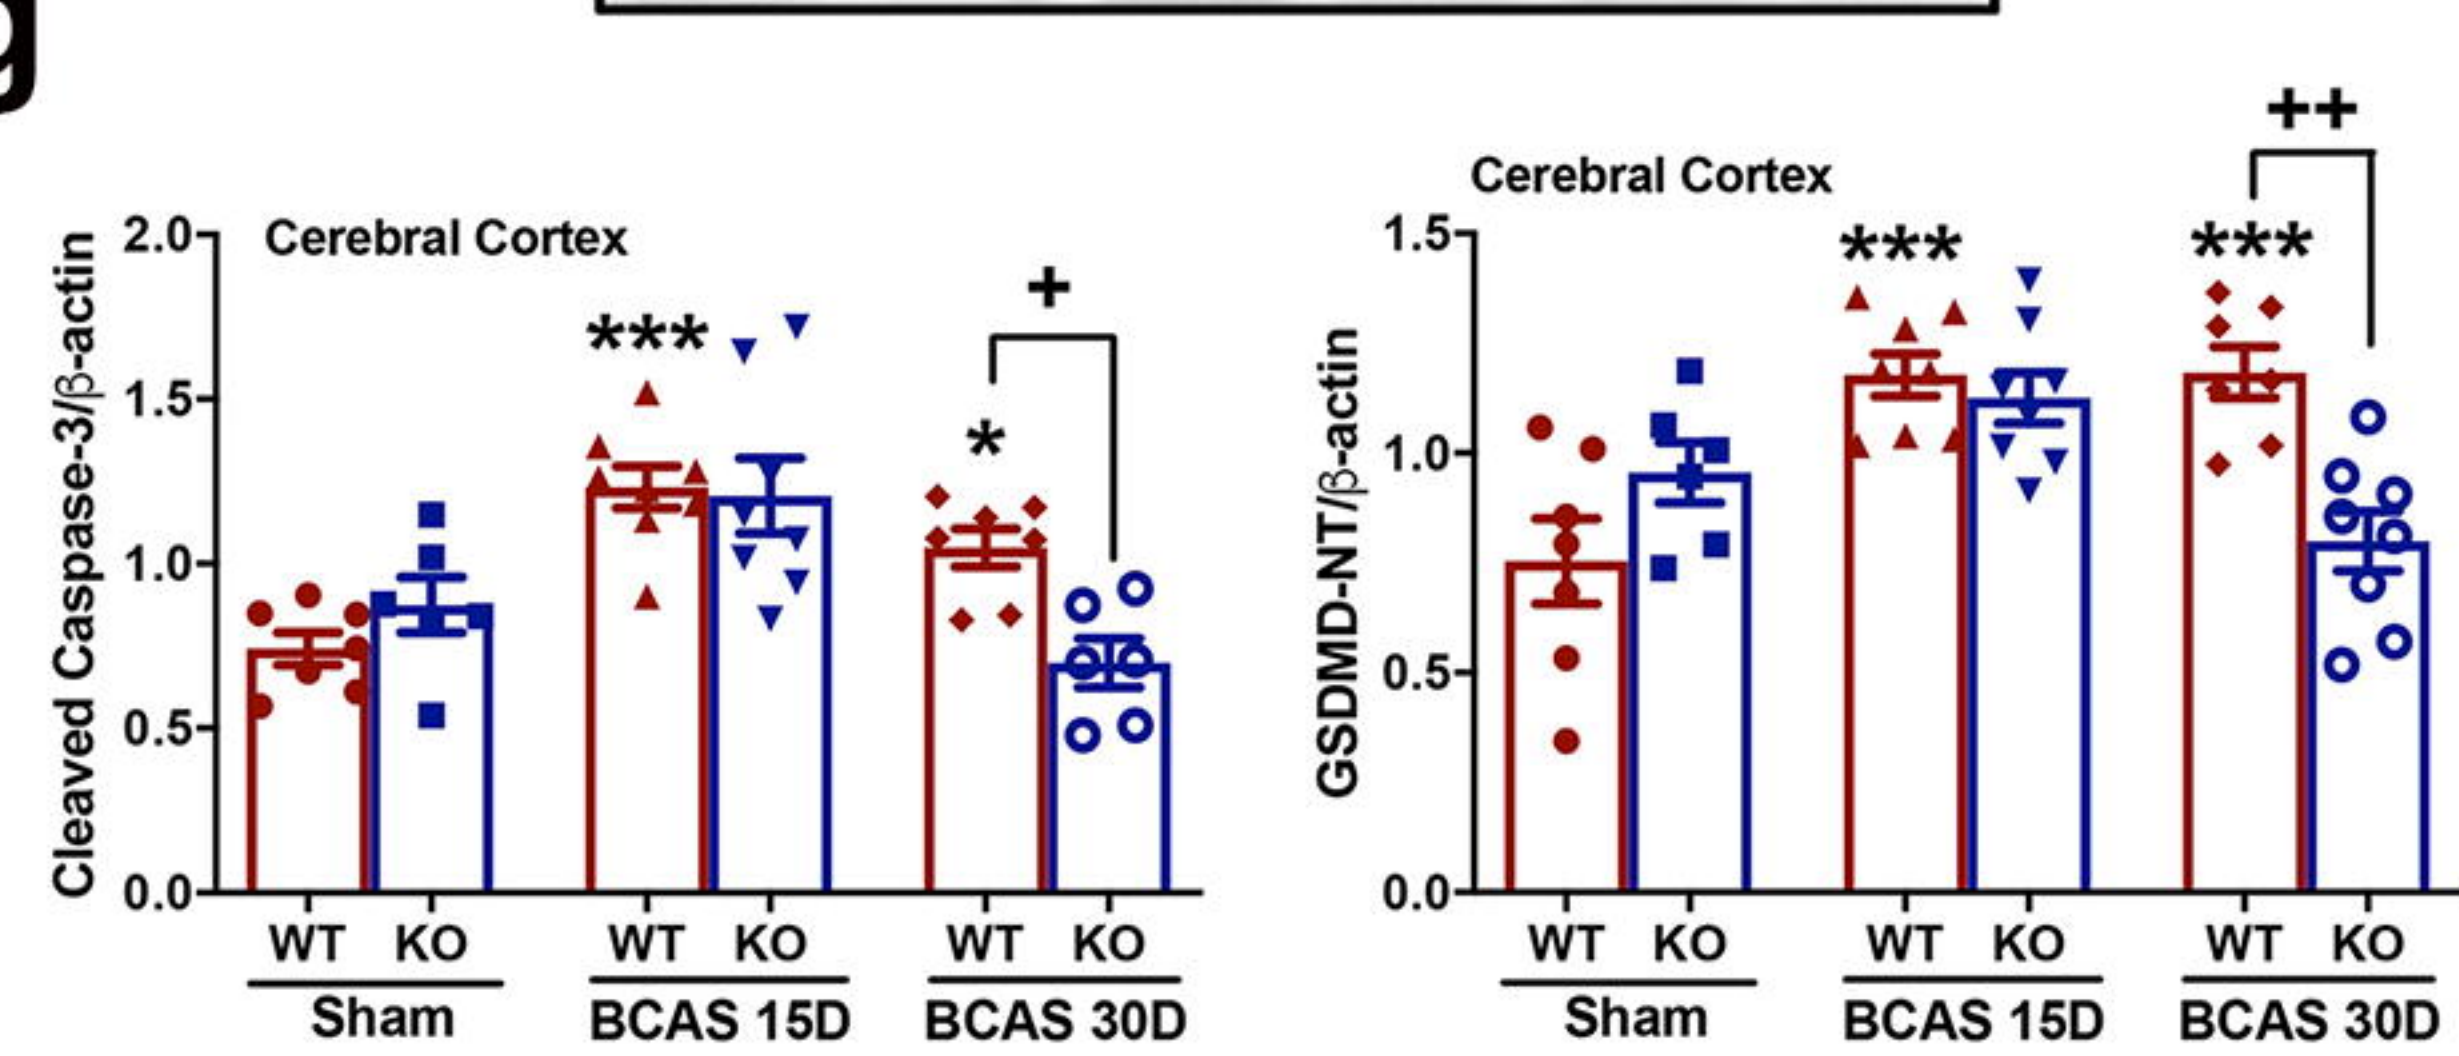 g
Cerebral Cortex
Cleaved Caspase-3/β-actin
2.0
1.5
1.0
0.5
0.0
***
*
+
WT KO WT KO WT KO
Sham BCAS 15D BCAS 30D
Cerebral Cortex
GSDMD-NT/β-actin
1.5
1.0
0.5
0.0
***
***
++
WT KO WT KO WT KO
Sham BCAS 15D BCAS 30D